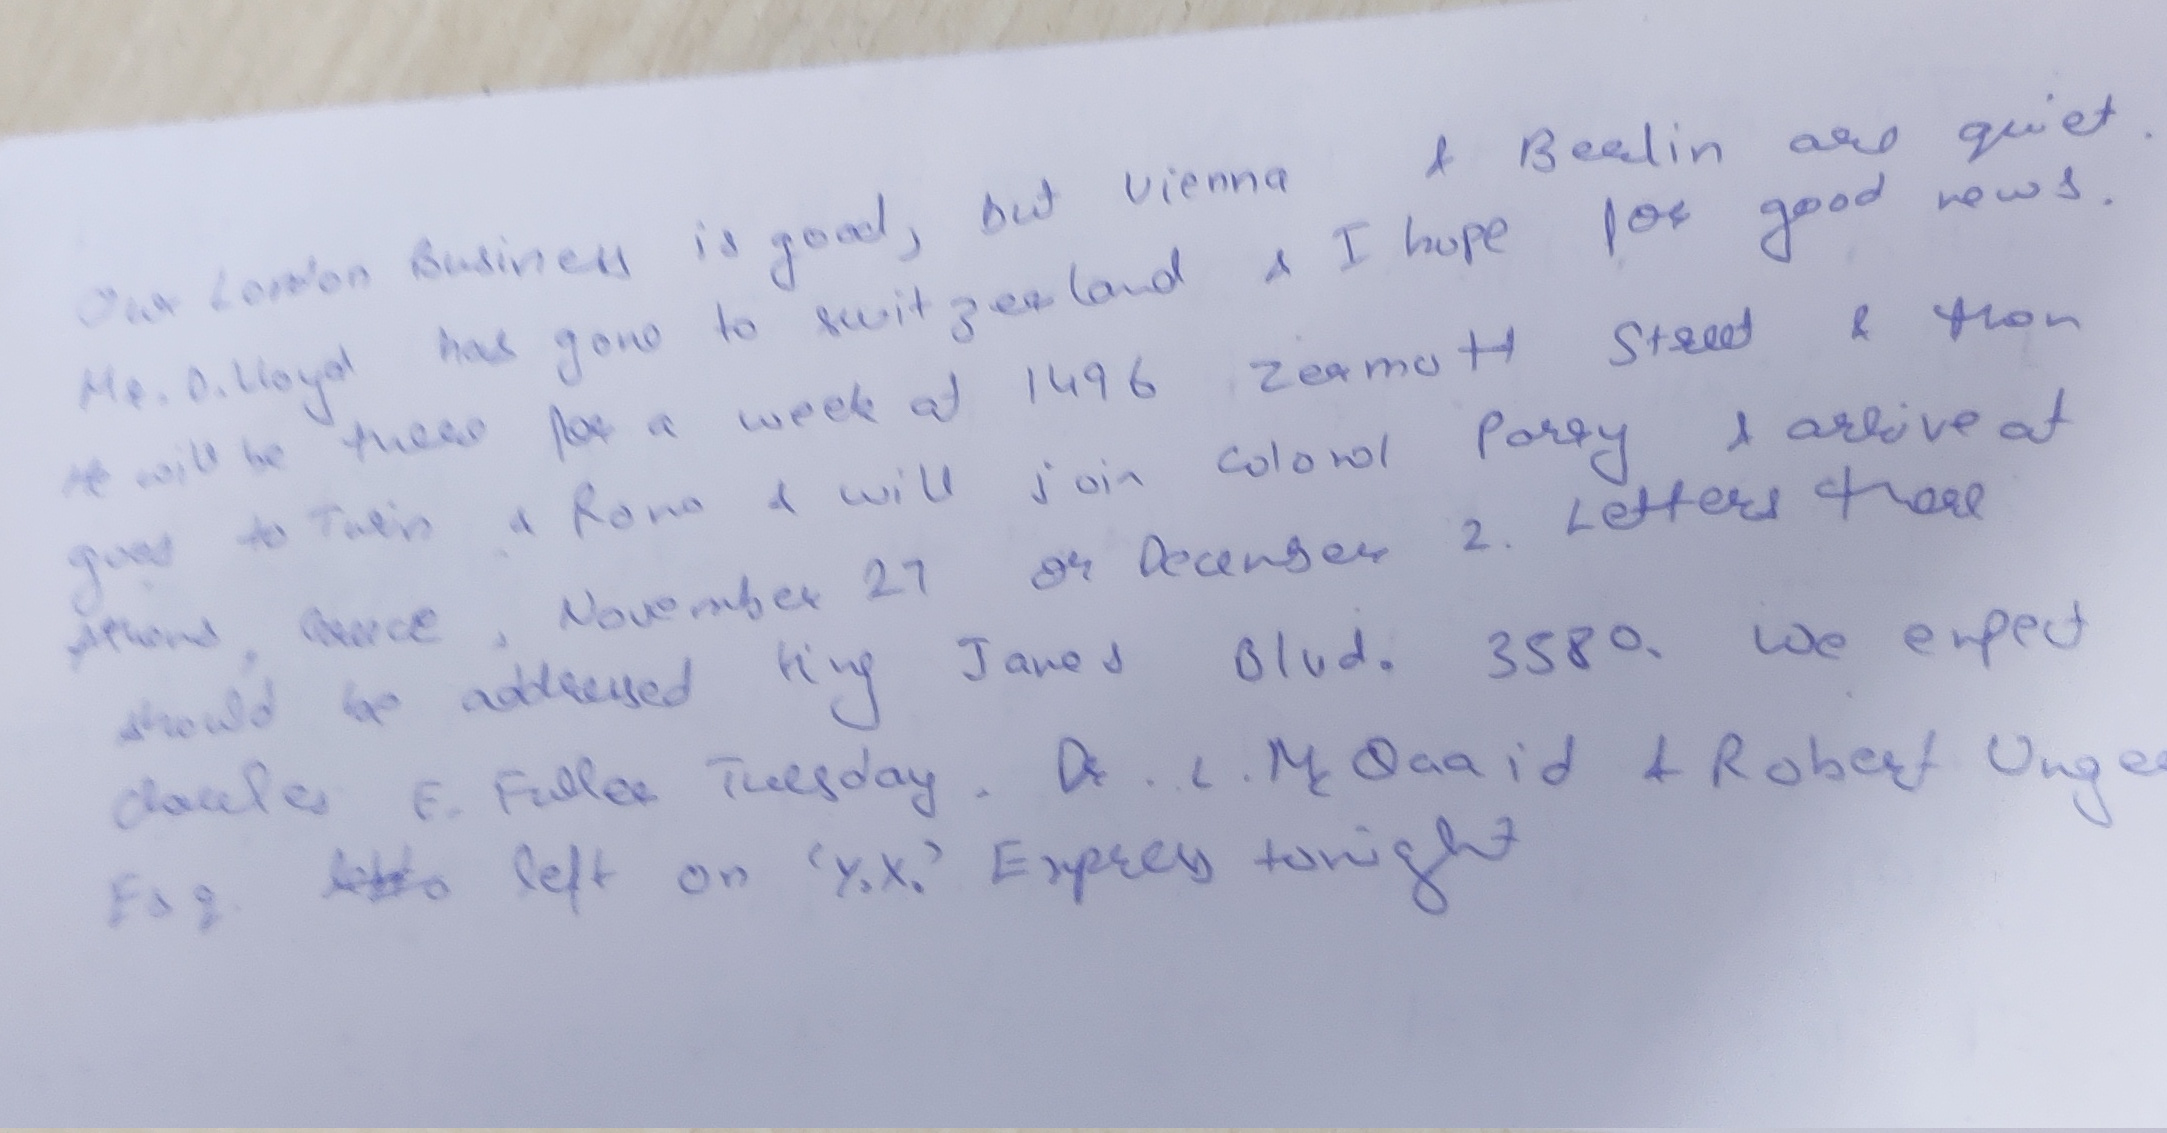 Our London Business is good, but Vienna & Berlin are quiet.
Mr. D. Lloyd has gone to Switzerland & I hope for good news.
He will be there for a week at 1496 Zermott Street & then
goes to Turin & Rome & will join Colonel Parry & arrive at
Athens, Greece, November 27 or December 2. Letters there
should be addressed King James Blvd. 3580. We expect
Charles E. Fuller Tuesday. Dr. L. Mc Quaid & Robert Unger
Esq. left on 'Y.X.' Express tonight